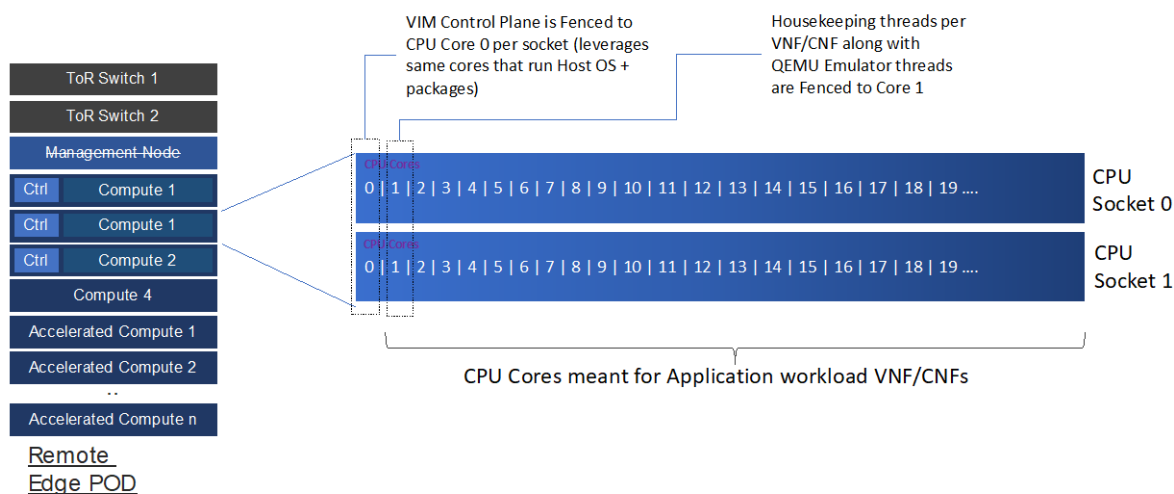 VIM Control Plane is Fenced to
CPU Core 0 per socket (leverages
same cores that run Host OS +
packages)
Housekeeping threads per
VNF/CNF along with
QEMU Emulator threads
are Fenced to Core 1
ToR Switch 1
ToR Switch 2
Management Node
Ctrl Compute 1
Ctrl Compute 1
Ctrl Compute 2
Compute 4
Accelerated Compute 1
Accelerated Compute 2
..
Accelerated Compute n
Remote
Edge POD
CPU Cores
0 | 1 | 2 | 3 | 4 | 5 | 6 | 7 | 8 | 9 | 10 | 11 | 12 | 13 | 14 | 15 | 16 | 17 | 18 | 19 ....
CPU
Socket 0
CPU Cores
0 | 1 | 2 | 3 | 4 | 5 | 6 | 7 | 8 | 9 | 10 | 11 | 12 | 13 | 14 | 15 | 16 | 17 | 18 | 19 ....
CPU
Socket 1
CPU Cores meant for Application workload VNF/CNFs